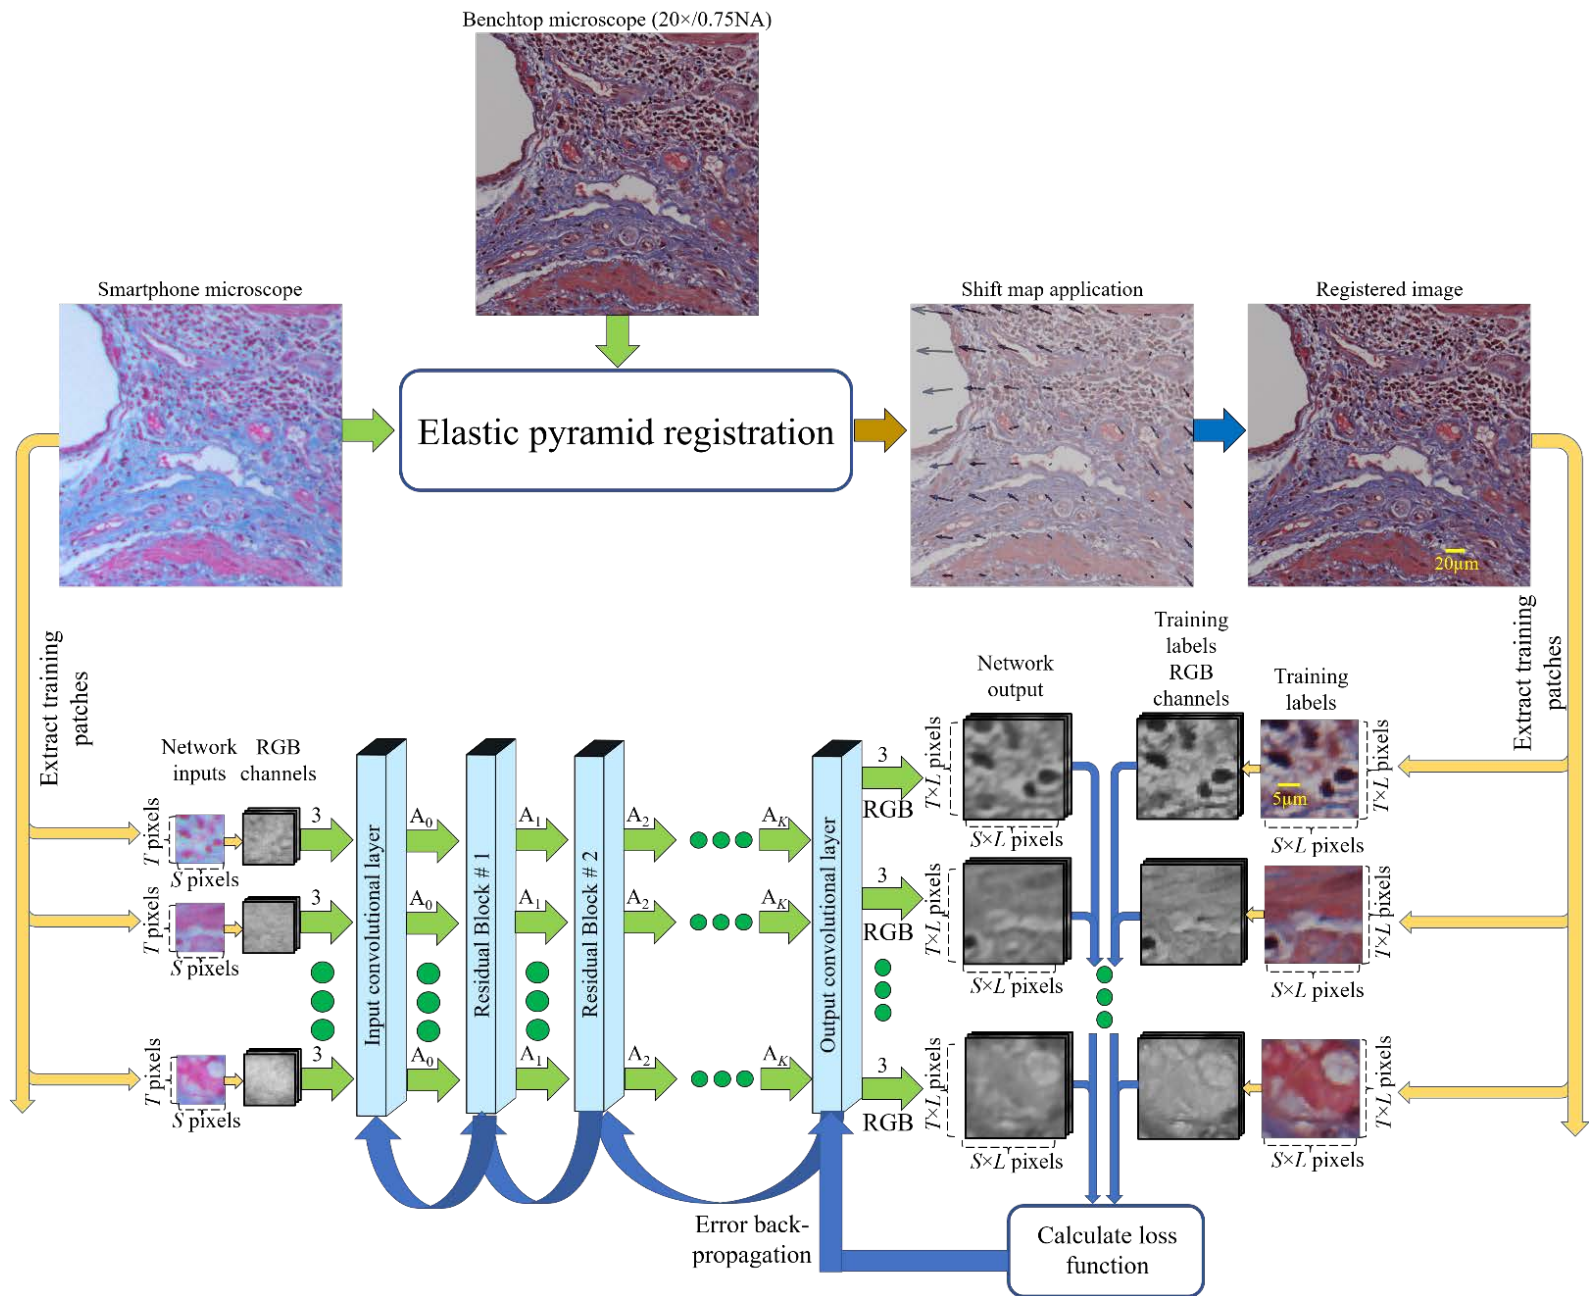 Benchtop microscope (20×/0.75NA)
Smartphone microscope
Shift map application
Registered image
Elastic pyramid registration
20µm
Extract training
patches
Network
inputs
RGB
channels
Network
output
Training
labels
RGB
channels
Training
labels
Extract training
patches
T pixels
S pixels
3
Input convolutional layer
A0
Residual Block # 1
A1
Residual Block # 2
A2
AK
Output convolutional layer
3
RGB
T×L pixels
S×L pixels
5µm
S×L pixels
T×L pixels
T pixels
S pixels
3
A0
A1
A2
AK
3
RGB
T×L pixels
S×L pixels
S×L pixels
T×L pixels
T pixels
S pixels
3
A0
A1
A2
AK
3
RGB
T×L pixels
S×L pixels
S×L pixels
T×L pixels
Error back-
propagation
Calculate loss
function